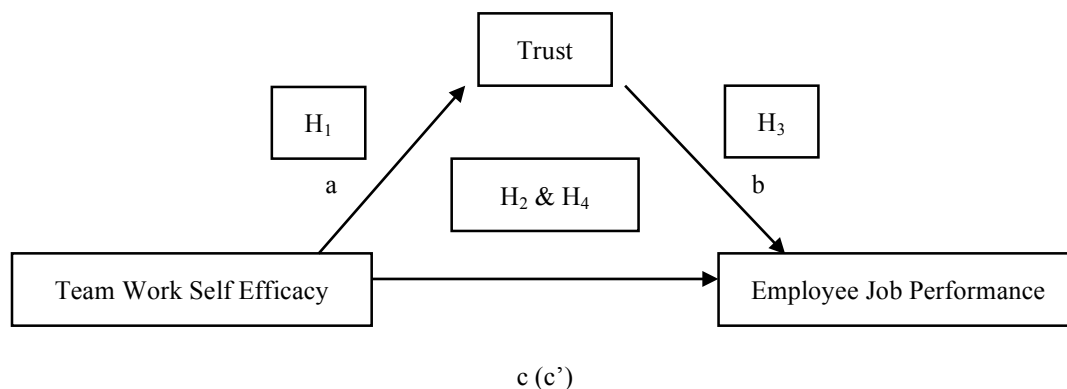 Trust
H₁
H₃
a
b
H₂ & H₄
Team Work Self Efficacy
Employee Job Performance
c (c’)